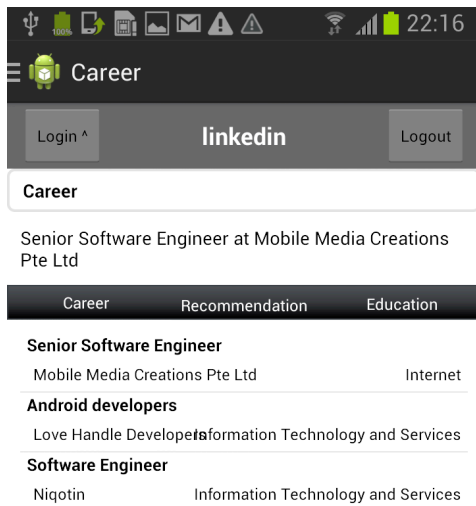 100%
22:16
Career
Login ^
linkedin
Logout
Career
Senior Software Engineer at Mobile Media Creations
Pte Ltd
Career Recommendation Education
Senior Software Engineer
Mobile Media Creations Pte Ltd Internet
Android developers
Love Handle Developers Information Technology and Services
Software Engineer
Niqotin Information Technology and Services